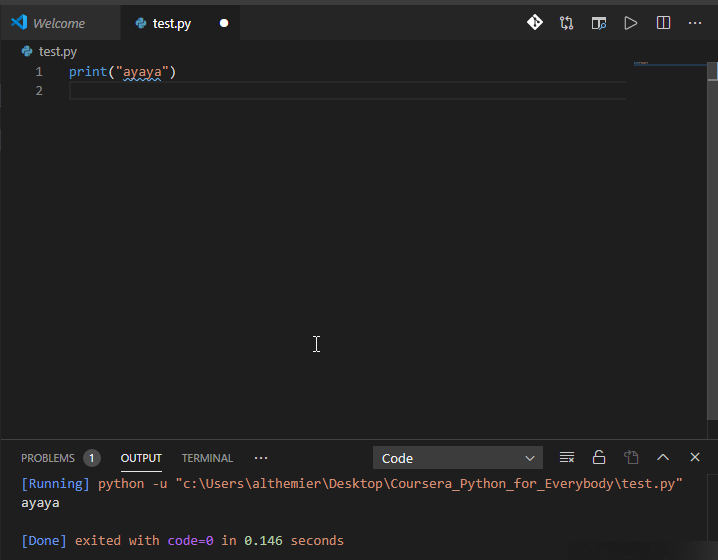 Welcome
test.py
test.py
1 print("ayaya")
2
PROBLEMS 1 OUTPUT TERMINAL ··· Code
[Running] python -u "c:\Users\althemier\Desktop\Coursera_Python_for_Everybody\test.py"
ayaya
[Done] exited with code=0 in 0.146 seconds